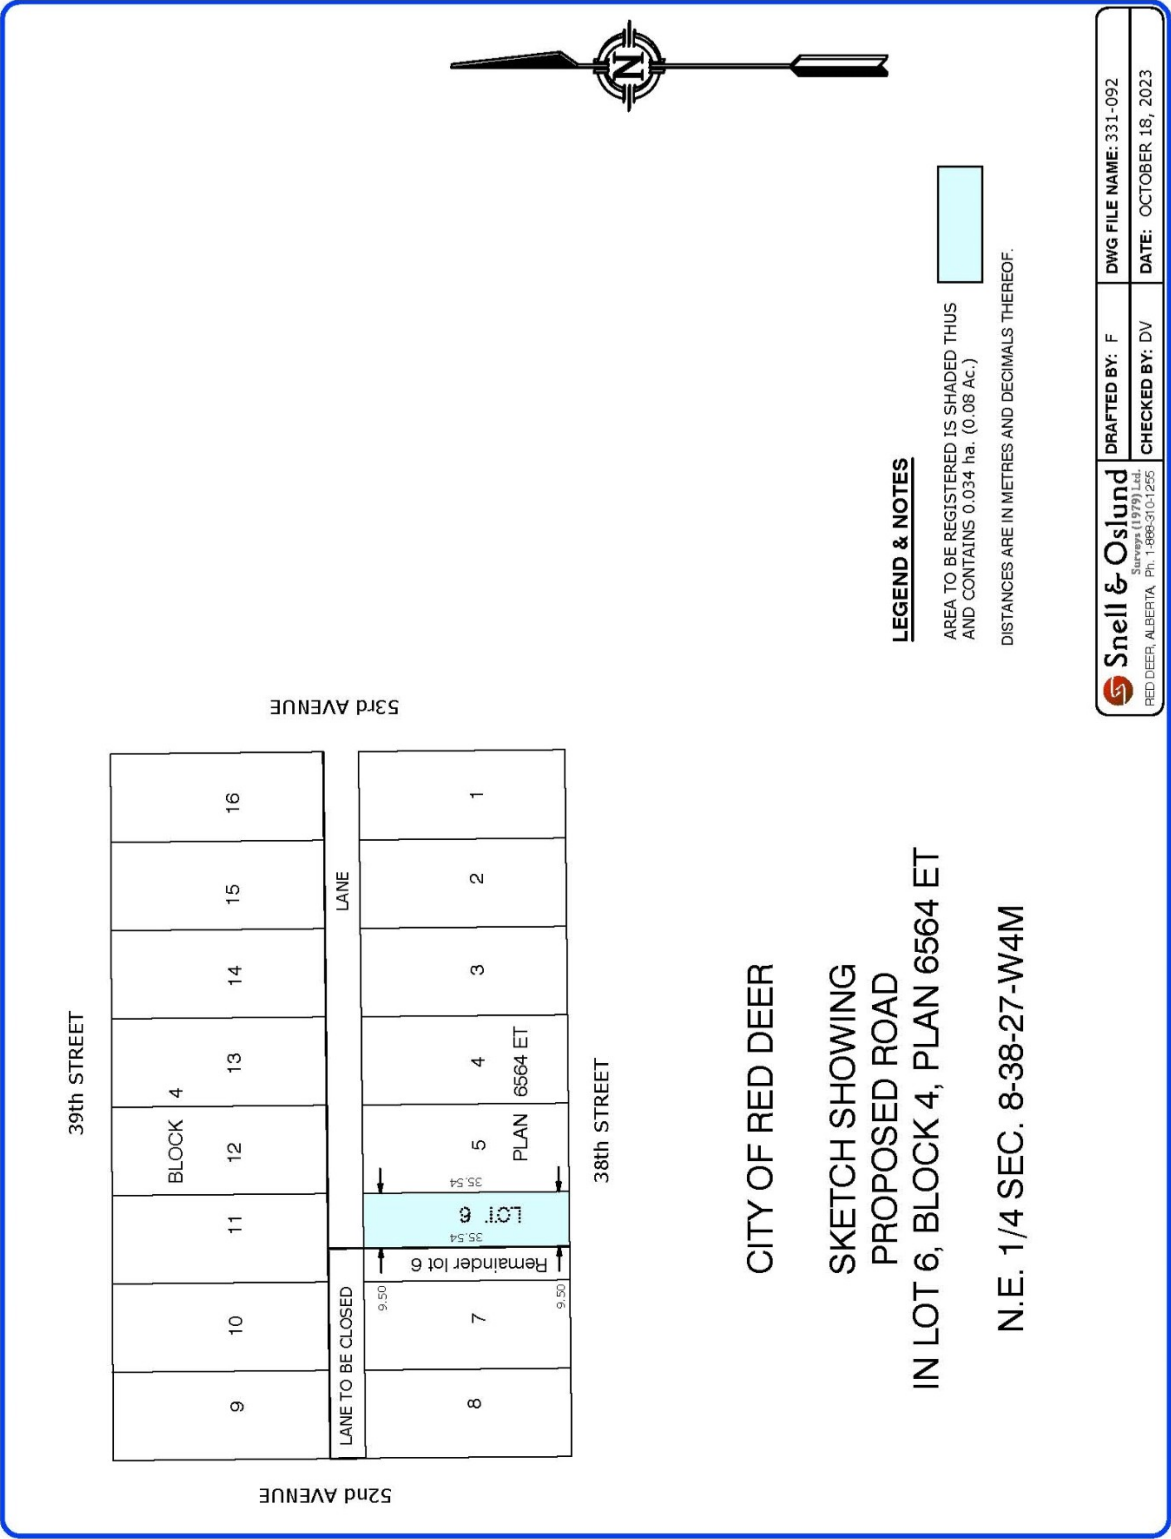 53rd AVENUE
39th STREET
16
15
14
13
12
11
10
9
BLOCK 4
LANE
LANE TO BE CLOSED
1
2
3
4
5
LOT 6
Remainder lot 6
7
8
PLAN 6564 ET
35.54
35.54
9.50
9.50
38th STREET
52nd AVENUE
N
CITY OF RED DEER
SKETCH SHOWING
PROPOSED ROAD
IN LOT 6, BLOCK 4, PLAN 6564 ET
N.E. 1/4 SEC. 8-38-27-W4M
LEGEND & NOTES
AREA TO BE REGISTERED IS SHADED THUS
AND CONTAINS 0.034 ha. (0.08 Ac.)
DISTANCES ARE IN METRES AND DECIMALS THEREOF.
Snell & Oslund
Surveys (1979) Ltd.
RED DEER, ALBERTA, Ph. 1-888-310-1255
DRAFTED BY: F
DWG FILE NAME: 331-092
CHECKED BY: DV
DATE: OCTOBER 18, 2023